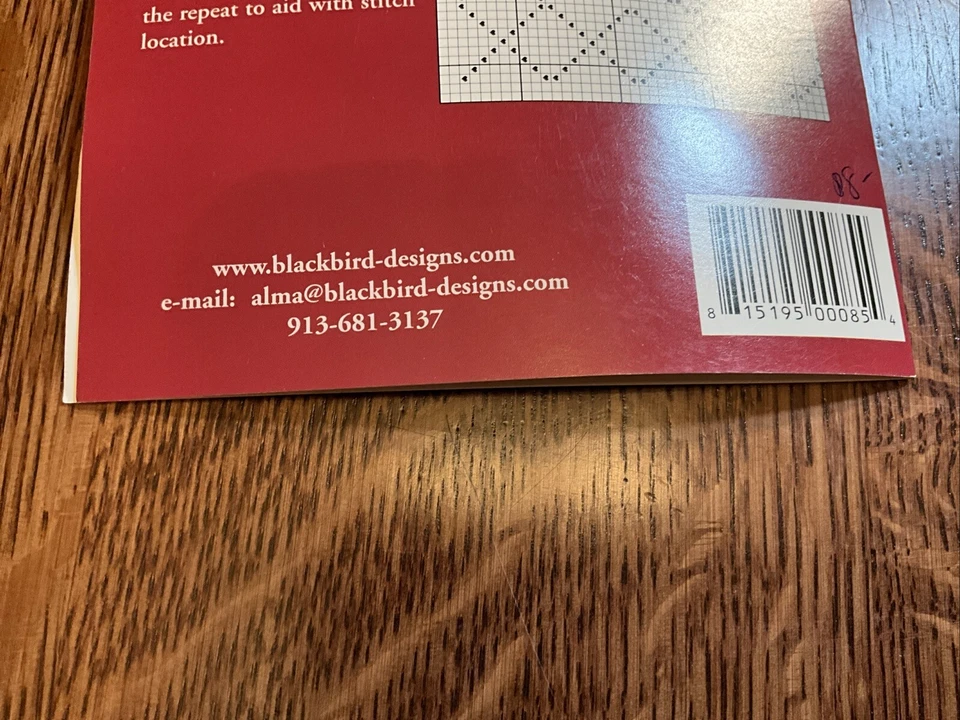 the repeat to aid with stitch
location.
www.blackbird-designs.com
e-mail: alma@blackbird-designs.com
913-681-3137
8 15195 00085 4